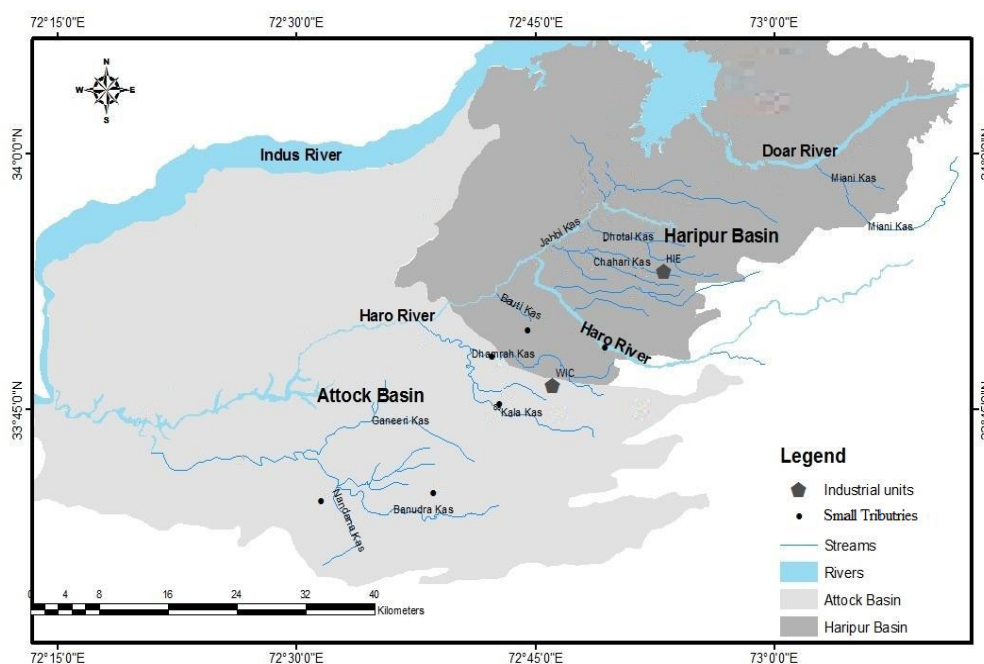 72°15'0"E
72°30'0"E
72°45'0"E
73°0'0"E
N
W
E
S
34°0'0"N
Indus River
Doar River
Miani Kas
Miani Kas
Jahbi Kas
Dhotal Kas
Haripur Basin
Chahari Kas
HIE
Bauti Kas
Haro River
Haro River
Dhamrah Kas
WIC
Attock Basin
Kala Kas
Ganeen Kas
33°45'0"N
Nandana Kas
Banudra Kas
Legend
Industrial units
Small Tributries
Streams
Rivers
Attock Basin
Haripur Basin
0 4 8 16 24 32 40
Kilometers
72°15'0"E
72°30'0"E
72°45'0"E
73°0'0"E